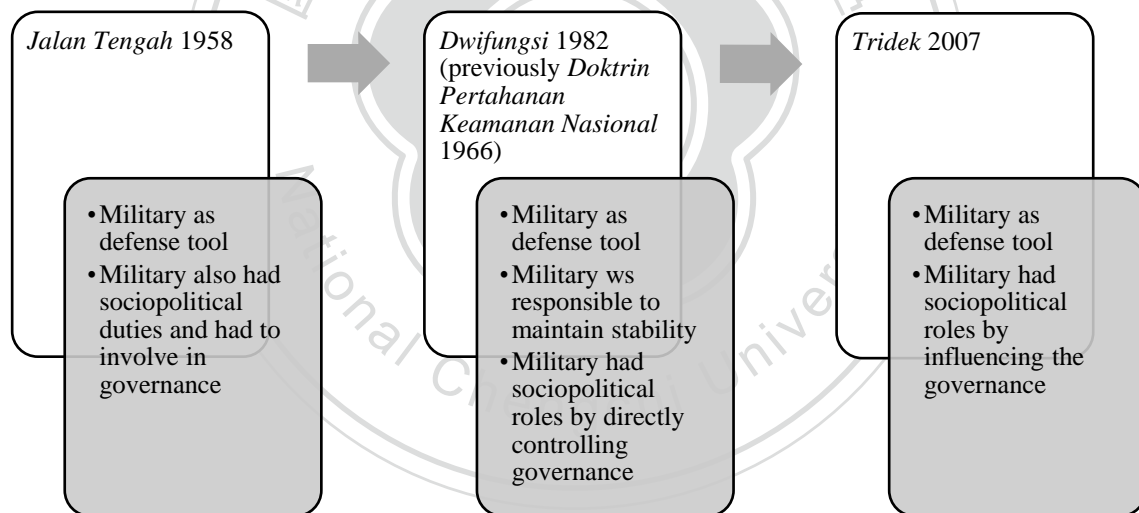 Jalan Tengah 1958
Dwifungsi 1982
(previously Doktrin
Pertahanan
Keamanan Nasional
1966)
Tridek 2007
•Military as
defense tool
•Military also had
sociopolitical
duties and had to
involve in
governance
•Military as
defense tool
•Military ws
responsible to
maintain stability
•Military had
sociopolitical
roles by directly
controlling
governance
•Military as
defense tool
•Military had
sociopolitical
roles by
influencing the
governance
National Che i Univer